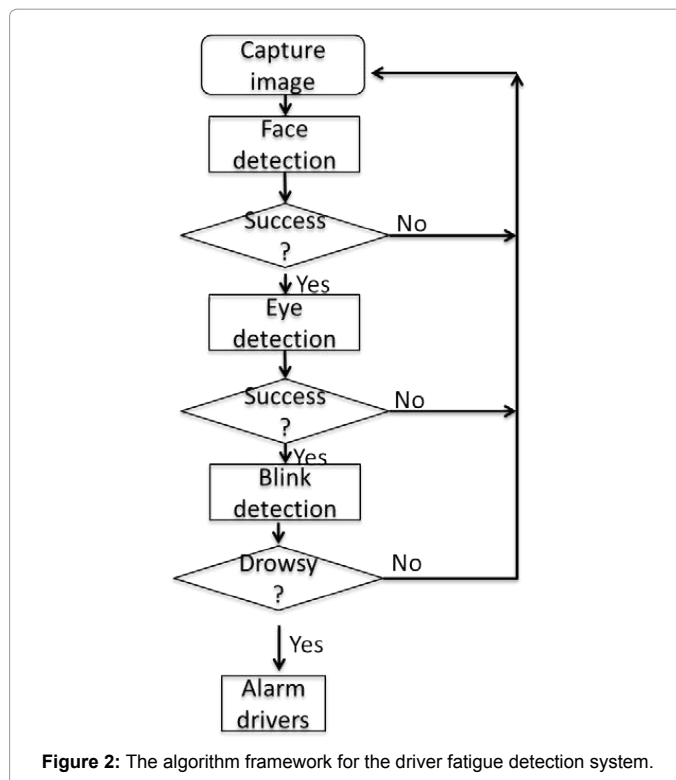 Capture
image
Face
detection
Success
?
No
Yes
Eye
detection
Success
?
No
Yes
Blink
detection
Drowsy
?
No
Yes
Alarm
drivers
Figure 2: The algorithm framework for the driver fatigue detection system.